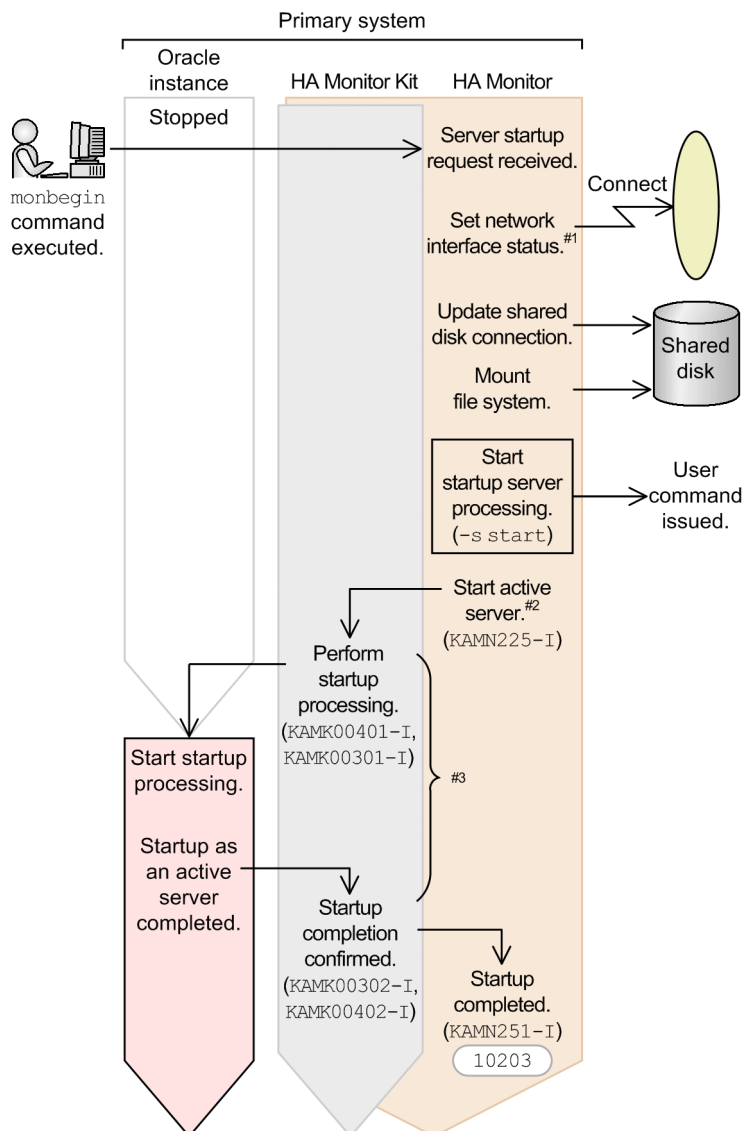 Primary system
Oracle
instance
HA Monitor Kit
HA Monitor
Stopped
monbegin
command
executed.
Server startup
request received.
Connect
Set network
interface status.#1
Update shared
disk connection.
Shared
disk
Mount
file system.
Start
startup server
processing.
(-s start)
User
command
issued.
Start active
server.#2
(KAMN225-I)
Perform
startup
processing.
(KAMK00401-I,
KAMK00301-I)
#3
Start startup
processing.
Startup as
an active
server
completed.
Startup
completion
confirmed.
(KAMK00302-I,
KAMK00402-I)
Startup
completed.
(KAMN251-I)
10203